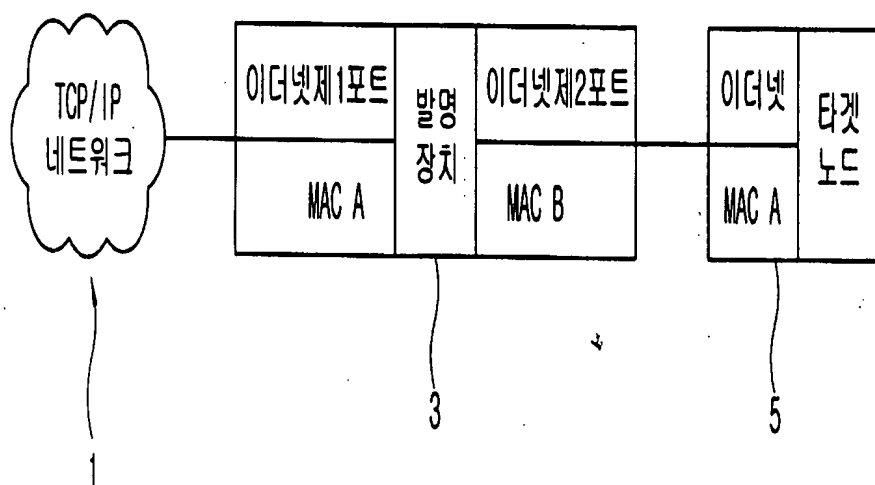 TCP/IP
네트워크
이더넷제1포트
MAC A
발명
장치
이더넷제2포트
MAC B
이더넷
MAC A
타겟
노드
1
3
5